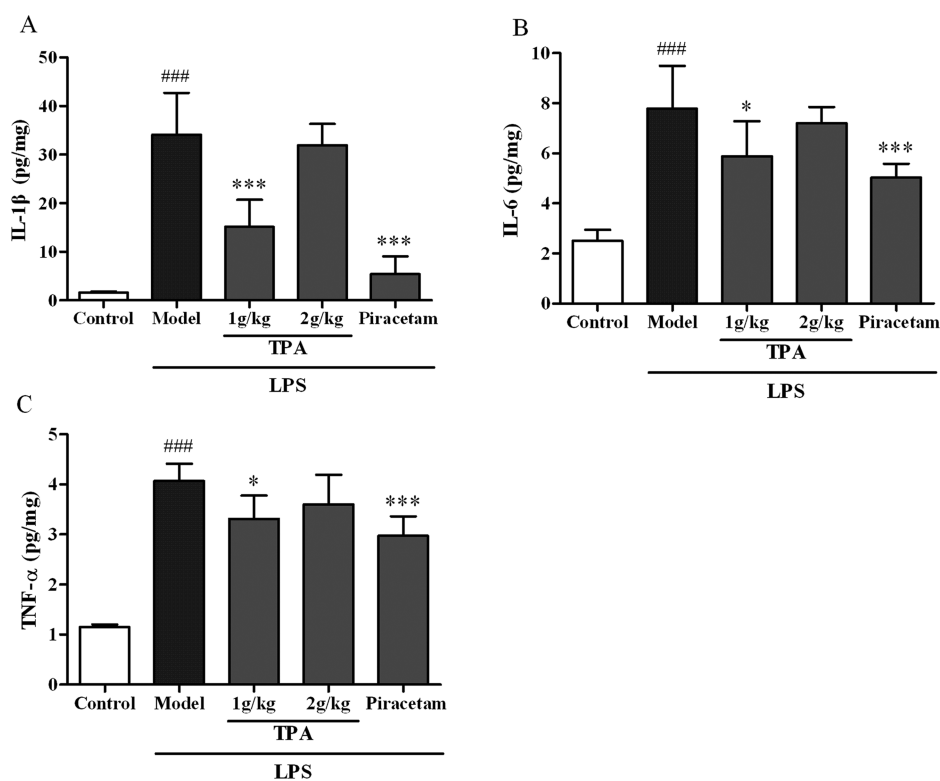 A
IL-1β (pg/mg)
50
40
30
20
10
0
###
***
***
Control Model 1g/kg 2g/kg Piracetam
TPA
LPS
B
IL-6 (pg/mg)
10
8
6
4
2
0
###
*
***
Control Model 1g/kg 2g/kg Piracetam
TPA
LPS
C
TNF-α (pg/mg)
5
4
3
2
1
0
###
*
***
Control Model 1g/kg 2g/kg Piracetam
TPA
LPS